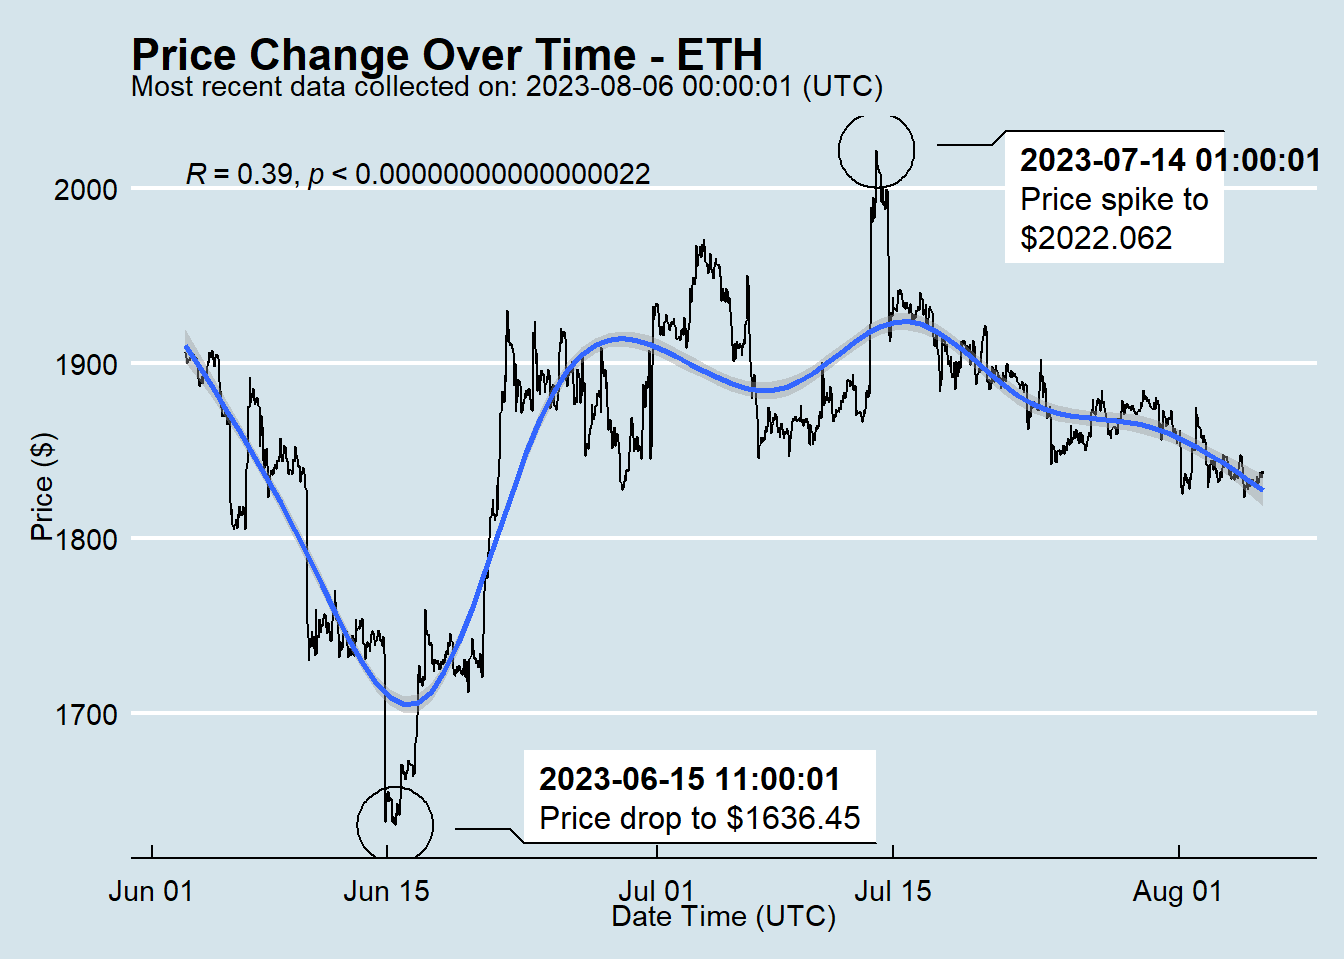 Price Change Over Time - ETH
Most recent data collected on: 2023-08-06 00:00:01 (UTC)
R = 0.39, p < 0.00000000000000022
2023-07-14 01:00:01
Price spike to
$2022.062
2000
1900
1800
1700
Price ($)
2023-06-15 11:00:01
Price drop to $1636.45
Jun 01
Jun 15
Jul 01
Jul 15
Aug 01
Date Time (UTC)